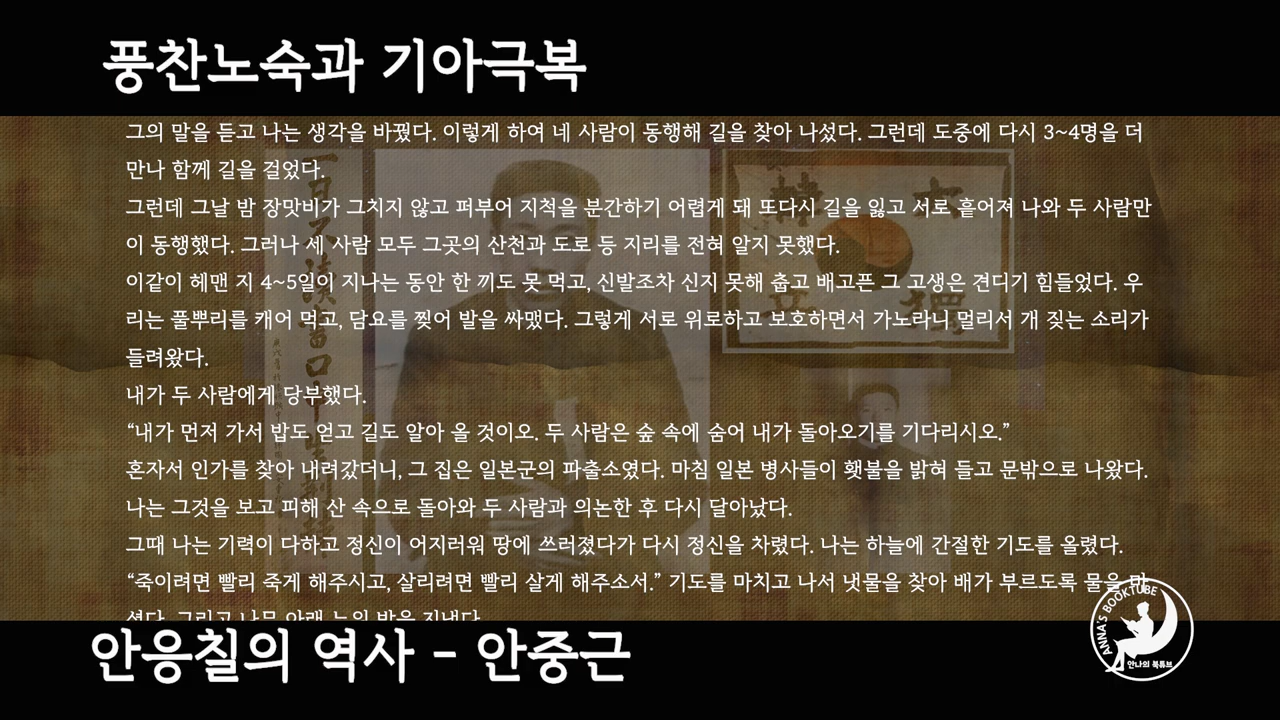 풍찬노숙과 기아극복
그의 말을 듣고 나는 생각을 바꿨다. 이렇게 하여 네 사람이 동행해 길을 찾아 나섰다. 그런데 도중에 다시 3~4명을 더
만나 함께 길을 걸었다.
그런데 그날 밤 장맛비가 그치지 않고 퍼부어 지척을 분간하기 어렵게 돼 또다시 길을 잃고 서로 흩어져 나와 두 사람만
이 동행했다. 그러나 세 사람 모두 그곳의 산천과 도로 등 지리를 전혀 알지 못했다.
이같이 헤맨 지 4~5일이 지나는 동안 한 끼도 못 먹고, 신발조차 신지 못해 춥고 배고픈 그 고생은 견디기 힘들었다. 우
리는 풀뿌리를 캐어 먹고, 담요를 찢어 발을 싸맸다. 그렇게 서로 위로하고 보호하면서 가노라니 멀리서 개 짖는 소리가
들려왔다.
내가 두 사람에게 당부했다.
“내가 먼저 가서 밥도 얻고 길도 알아 올 것이오. 두 사람은 숲 속에 숨어 내가 돌아오기를 기다리시오.”
혼자서 인가를 찾아 내려갔더니, 그 집은 일본군의 파출소였다. 마침 일본 병사들이 횃불을 밝혀 들고 문밖으로 나왔다.
나는 그것을 보고 피해 산 속으로 돌아와 두 사람과 의논한 후 다시 달아났다.
그때 나는 기력이 다하고 정신이 어지러워 땅에 쓰러졌다가 다시 정신을 차렸다. 나는 하늘에 간절한 기도를 올렸다.
“죽이려면 빨리 죽게 해주시고, 살리려면 빨리 살게 해주소서.” 기도를 마치고 나서 냇물을 찾아 배가 부르도록 물을 마
셨다. 그리고 나무 아래 누워 밤을 지냈다.
안응칠의 역사 - 안중근
ANNA'S BOOKTUBE
안나의 북튜브